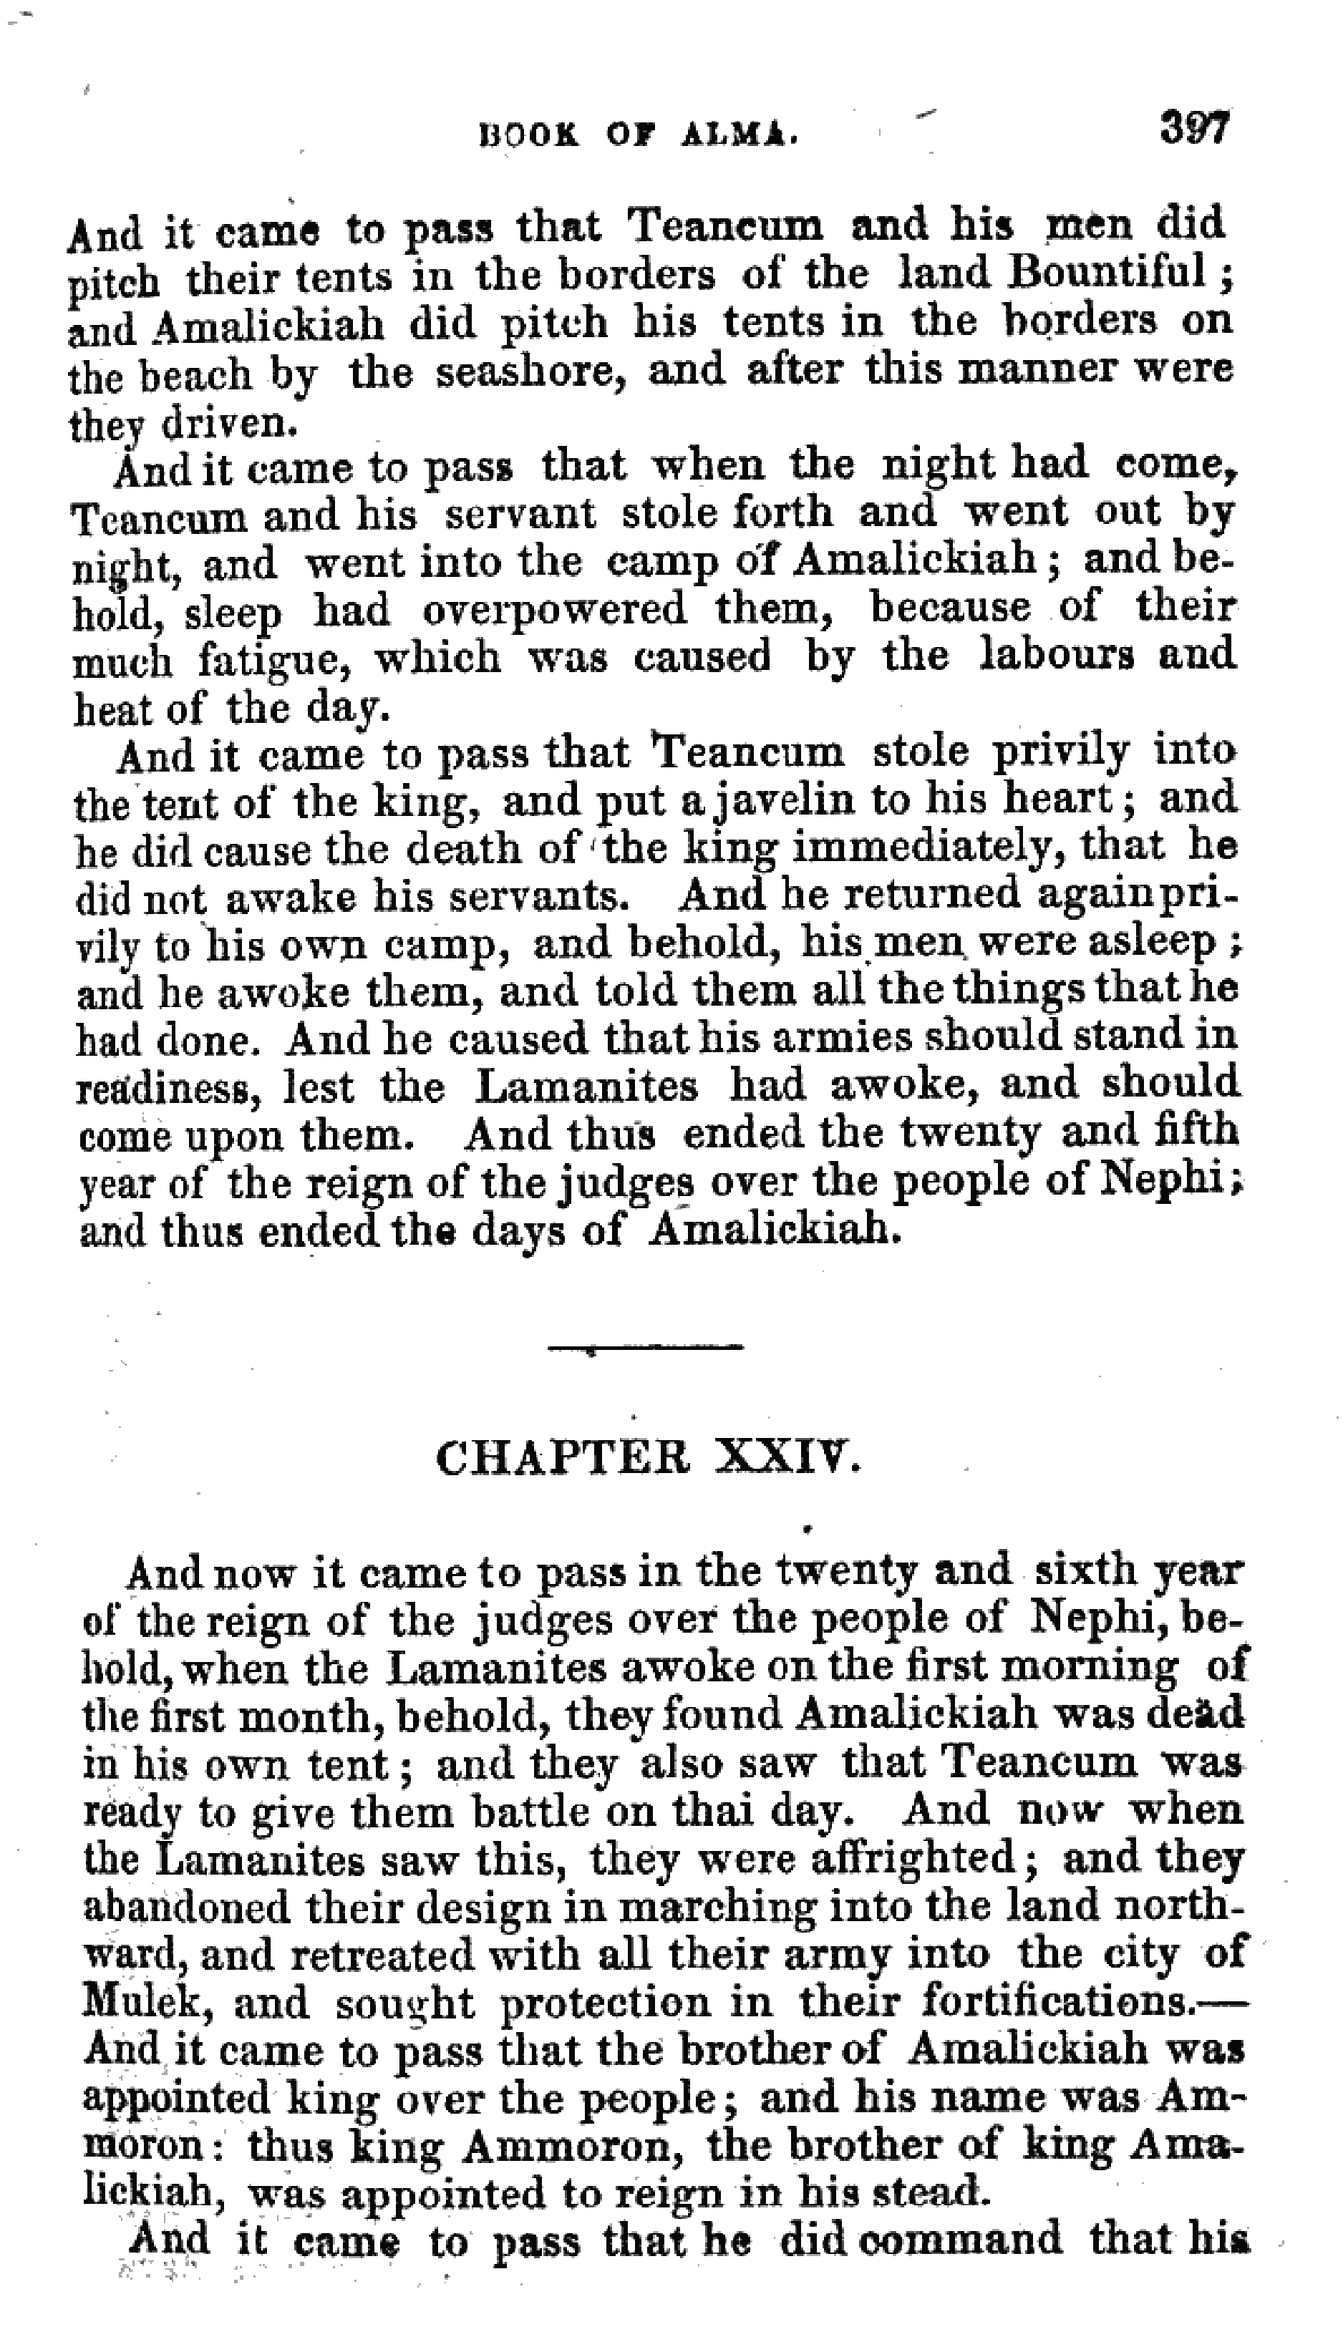 BOOK OF ALMA. 397
And it came to pass that Teancum and his men did
pitch their tents in the borders of the land Bountiful ;
and Amalickiah did pitch his tents in the borders on
the beach by the seashore, and after this manner were
they driven.
And it came to pass that when the night had come,
Teancum and his servant stole forth and went out by
night, and went into the camp of Amalickiah ; and be-
hold, sleep had overpowered them, because of their
much fatigue, which was caused by the labours and
heat of the day.
And it came to pass that Teancum stole privily into
the tent of the king, and put a javelin to his heart ; and
he did cause the death of the king immediately, that he
did not awake his servants. And he returned again pri-
vily to his own camp, and behold, his men were asleep ;
and he awoke them, and told them all the things that he
had done. And he caused that his armies should stand in
readiness, lest the Lamanites had awoke, and should
come upon them. And thus ended the twenty and fifth
year of the reign of the judges over the people of Nephi ;
and thus ended the days of Amalickiah.
CHAPTER XXIV.
And now it came to pass in the twenty and sixth year
of the reign of the judges over the people of Nephi, be-
hold, when the Lamanites awoke on the first morning of
the first month, behold, they found Amalickiah was dead
in his own tent ; and they also saw that Teancum was
ready to give them battle on thai day. And now when
the Lamanites saw this, they were affrighted ; and they
abandoned their design in marching into the land north-
ward, and retreated with all their army into the city of
Mulek, and sought protection in their fortifications.—
And it came to pass that the brother of Amalickiah was
appointed king over the people ; and his name was Am-
moron : thus king Ammoron, the brother of king Ama-
lickiah, was appointed to reign in his stead.
And it came to pass that he did command that his